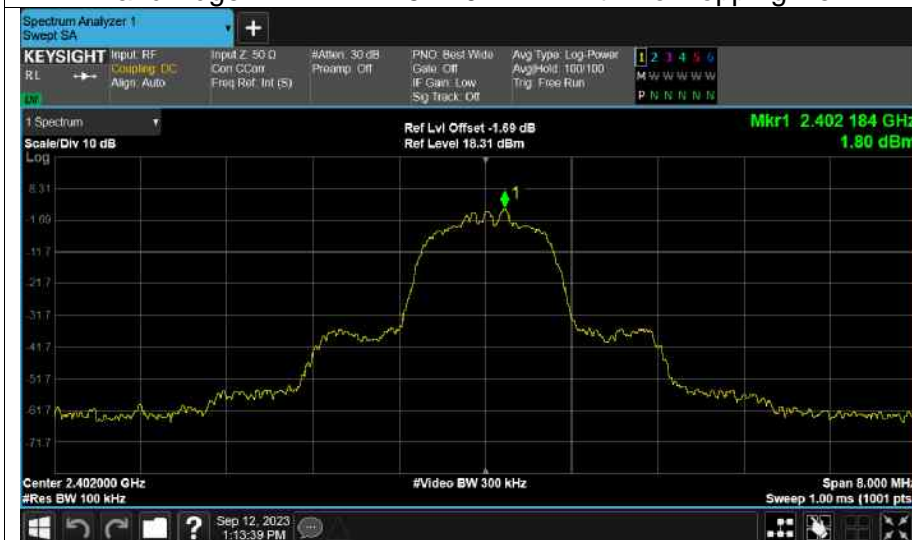 Spectrum Analyzer 1
Swept SA
+
KEYSIGHT
RL
Input: RF
Coupling: DC
Align: Auto
Input Z: 50 Ω
Corr CCorr
Freq Ref: Int (S)
#Atten: 30 dB
Preamp: Off
PNO: Best Wide
Gate: Off
IF Gain: Low
Sig Track: Off
Avg Type: Log-Power
Avg|Hold: 100/100
Trig: Free Run
1 2 3 4 5 6
M W W W W W
P N N N N N
1 Spectrum
Scale/Div 10 dB
Log
Ref Lvl Offset -1.69 dB
Ref Level 18.31 dBm
Mkr1 2.402 184 GHz
1.80 dBm
1
8.31
-1.69
-11.7
-21.7
-31.7
-41.7
-51.7
-61.7
-71.7
Center 2.402000 GHz
#Res BW 100 kHz
#Video BW 300 kHz
Span 8.000 MHz
Sweep 1.00 ms (1001 pts
?
Sep 12, 2023
1:13:39 PM